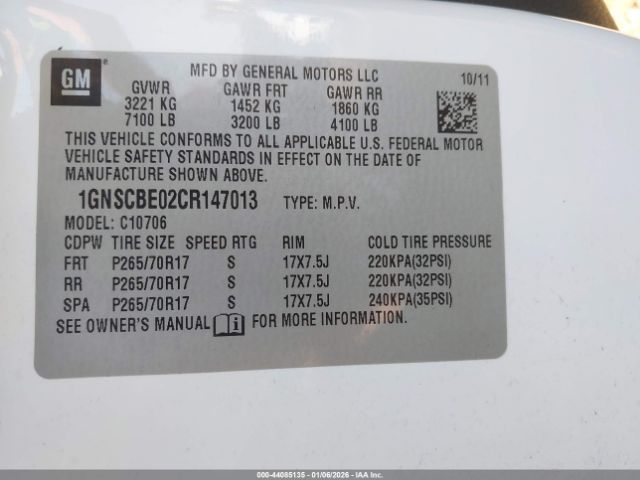 GM
MFD BY GENERAL MOTORS LLC 10/11
GVWR GAWR FRT GAWR RR
3221 KG 1452 KG 1860 KG
7100 LB 3200 LB 4100 LB
THIS VEHICLE CONFORMS TO ALL APPLICABLE U.S. FEDERAL MOTOR
VEHICLE SAFETY STANDARDS IN EFFECT ON THE DATE OF
MANUFACTURE SHOWN ABOVE.
1GNSCBE02CR147013 TYPE: M.P.V.
MODEL: C10706
CDPW TIRE SIZE SPEED RTG RIM COLD TIRE PRESSURE
FRT P265/70R17 S 17X7.5J 220KPA(32PSI)
RR P265/70R17 S 17X7.5J 220KPA(32PSI)
SPA P265/70R17 S 17X7.5J 240KPA(35PSI)
SEE OWNER'S MANUAL FOR MORE INFORMATION.
000-44085135 - 01/06/2026 - IAA Inc.